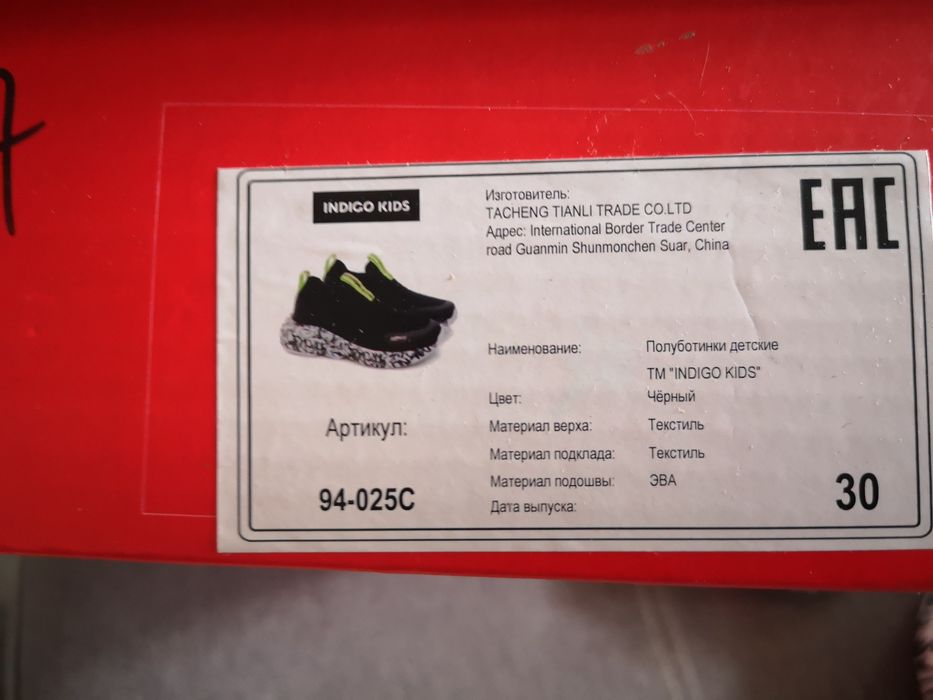 7
INDIGO KIDS
Изготовитель:
TACHENG TIANLI TRADE CO.LTD
Адрес: International Border Trade Center
road Guanmin Shunmonchen Suar, China
EAC
Наименование: Полуботинки детские
ТМ "INDIGO KIDS"
Цвет: Чёрный
Материал верха: Текстиль
Материал подклада: Текстиль
Материал подошвы: ЭВА
Дата выпуска:
Артикул:
94-025C
30